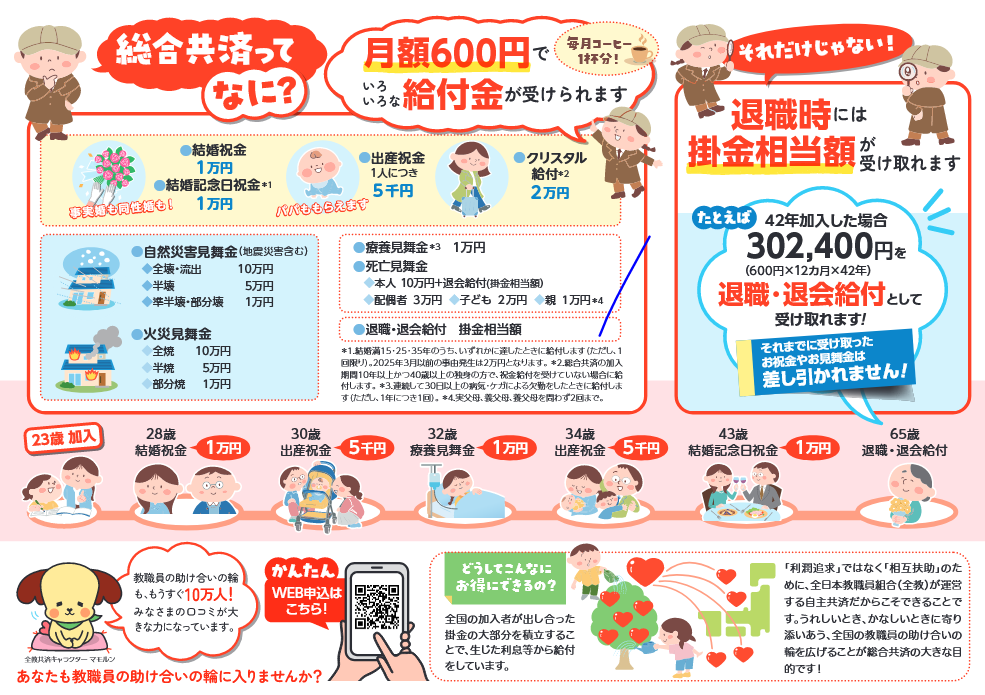 総合共済って
なに?
月額600円で
いろ
いろな給付金が受けられます
毎月コーヒー
1杯分!
●結婚祝金
1万円
●結婚記念日祝金*1
1万円
事実婚も同性婚も!
●出産祝金
1人につき
5千円
パパももらえます
●クリスタル
給付*2
2万円
●自然災害見舞金(地震災害含む)
◆全壊・流出 10万円
◆半壊 5万円
◆準半壊・部分壊 1万円
●火災見舞金
◆全焼 10万円
◆半焼 5万円
◆部分焼 1万円
●療養見舞金*3 1万円
●死亡見舞金
◆本人 10万円+退会給付(掛金相当額)
◆配偶者 3万円 ◆子ども 2万円 ◆親 1万円*4
●退職・退会給付 掛金相当額
*1.結婚満15・25・35年のうち、いずれかに達したときに給付します(ただし、1
回限り)。2025年3月以前の事由発生は2万円となります。*2.総合共済の加入
期間10年以上かつ40歳以上の独身の方で、祝金給付を受けていない場合に給
付します。*3.連続して30日以上の病気・ケガによる欠勤をしたときに給付しま
す(ただし、1年につき1回)。*4.実父母、義父母、養父母を問わず2回まで。
それだけじゃない!
退職時には
掛金相当額が
受け取れます
たとえば
42年加入した場合
302,400円を
(600円×12カ月×42年)
退職・退会給付として
受け取れます!
それまでに受け取った
お祝金やお見舞金は
差し引かれません!
23歳 加入
28歳
結婚祝金 1万円
30歳
出産祝金 5千円
32歳
療養見舞金 1万円
34歳
出産祝金 5千円
43歳
結婚記念日祝金 1万円
65歳
退職・退会給付
教職員の助け合いの輪
も、もうすぐ10万人!
みなさまの口コミが大
きな力になっています。
全教共済キャラクター マモルン
あなたも教職員の助け合いの輪に入りませんか?
かんたん
WEB申込は
こちら!
どうしてこんなに
お得にできるの?
全国の加入者が出し合った
掛金の大部分を積立するこ
とで、生じた利息等から給付
をしています。
「利潤追求」ではなく「相互扶助」のた
めに、全日本教職員組合(全教)が運営
する自主共済だからこそできることで
す。うれしいとき、かなしいときに寄り
添いあう、全国の教職員の助け合いの
輪を広げることが総合共済の大きな目
的です!